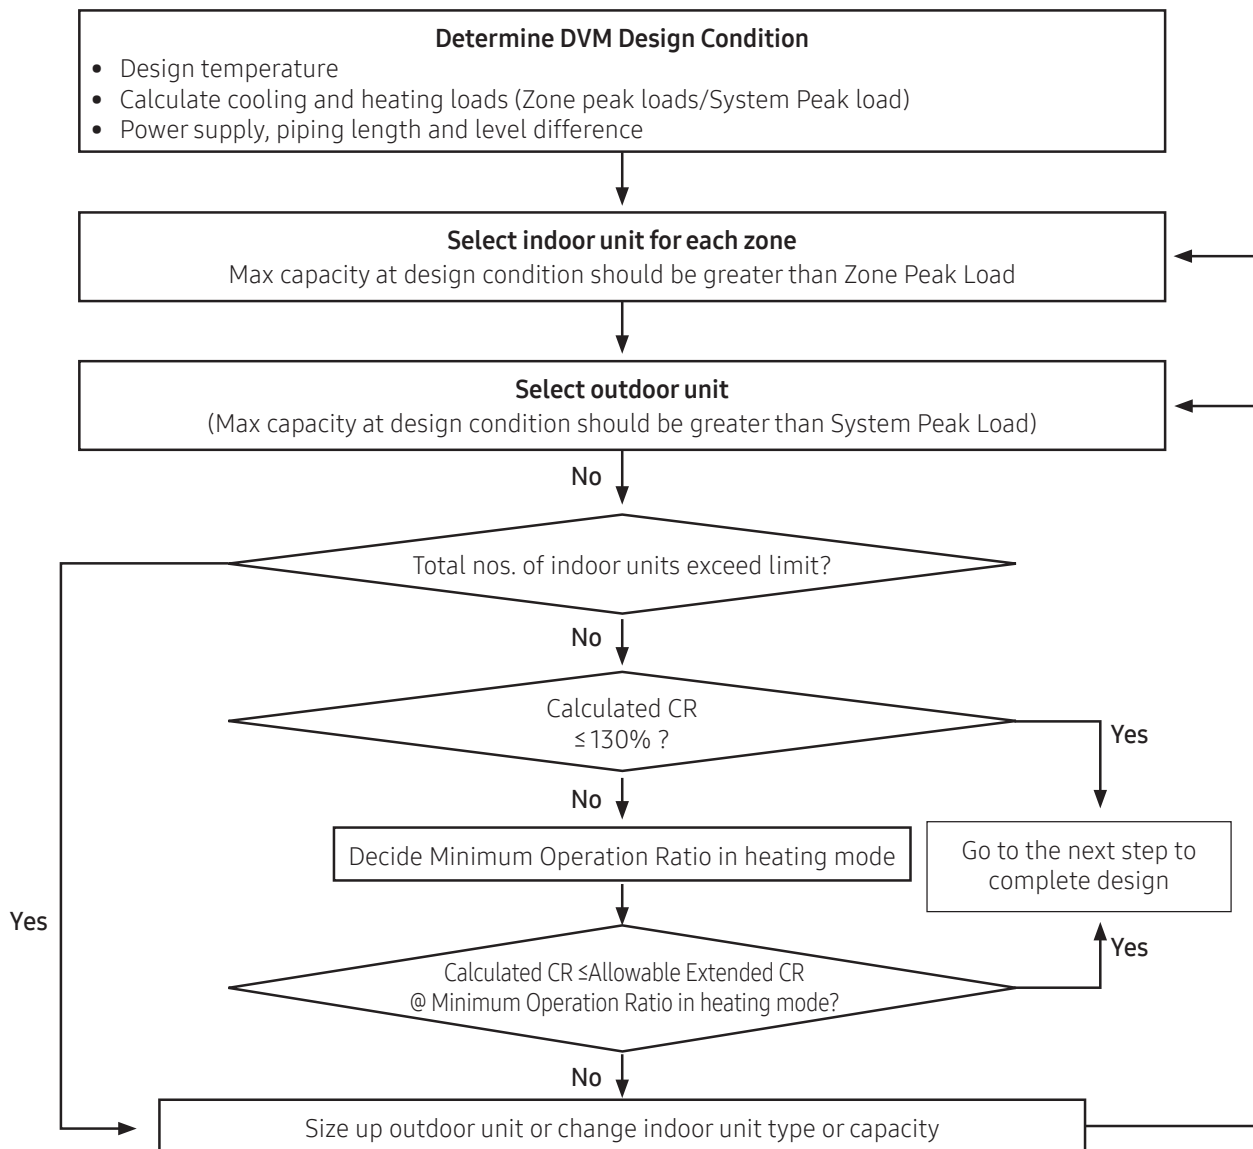 Determine DVM Design Condition
• Design temperature
• Calculate cooling and heating loads (Zone peak loads/System Peak load)
• Power supply, piping length and level difference
Select indoor unit for each zone
Max capacity at design condition should be greater than Zone Peak Load
Select outdoor unit
(Max capacity at design condition should be greater than System Peak Load)
No
Total nos. of indoor units exceed limit?
No
Calculated CR
≤ 130% ?
Yes
No
Decide Minimum Operation Ratio in heating mode
Go to the next step to
complete design
Yes
Yes
Calculated CR ≤Allowable Extended CR
@ Minimum Operation Ratio in heating mode?
No
Size up outdoor unit or change indoor unit type or capacity